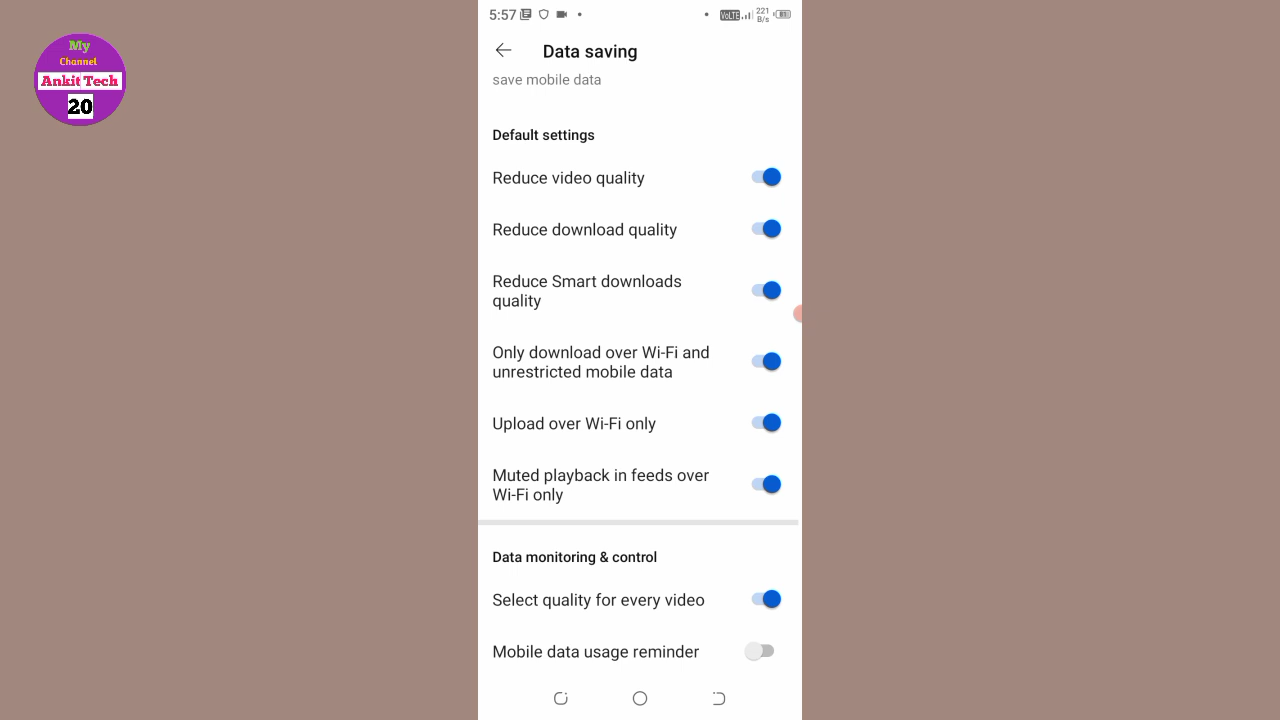 My
Channel
Ankit Tech
20
5:57
VoLTE
221
B/s
Data saving
save mobile data
Default settings
Reduce video quality
Reduce download quality
Reduce Smart downloads
quality
Only download over Wi-Fi and
unrestricted mobile data
Upload over Wi-Fi only
Muted playback in feeds over
Wi-Fi only
Data monitoring & control
Select quality for every video
Mobile data usage reminder